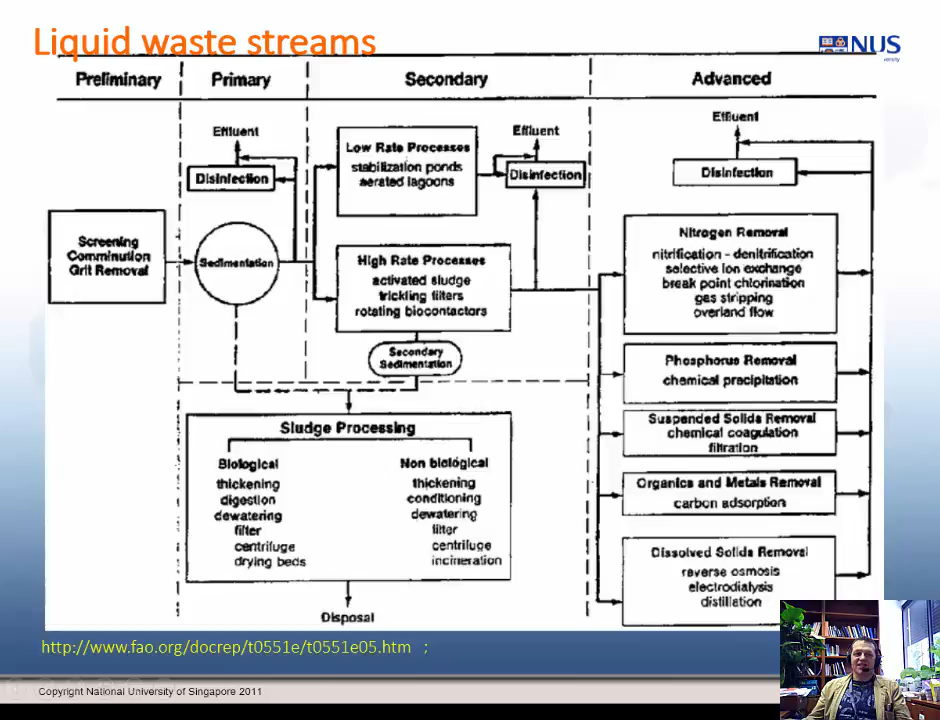 Liquid waste streams
NUS
Preliminary
Primary
Secondary
Advanced
Effluent
Disinfection
Screening
Comminution
Grit Removal
Sedimentation
Low Rate Processes
stabilization ponds
aerated lagoons
Effluent
Disinfection
High Rate Processes
activated sludge
trickling filters
rotating biocontactors
Secondary
Sedimentation
Effluent
Disinfection
Nitrogen Removal
nitrification - denitrification
selective ion exchange
break point chlorination
gas stripping
overland flow
Phosphorus Removal
chemical precipitation
Suspended Solids Removal
chemical coagulation
filtration
Organics and Metals Removal
carbon adsorption
Dissolved Solids Removal
reverse osmosis
electrodialysis
distillation
Sludge Processing
Biological
thickening
digestion
dewatering
filter
centrifuge
drying beds
Non biological
thickening
conditioning
dewatering
filter
centrifuge
incineration
Disposal
http://www.fao.org/docrep/t0551e/t0551e05.htm ;
Copyright National University of Singapore 2011